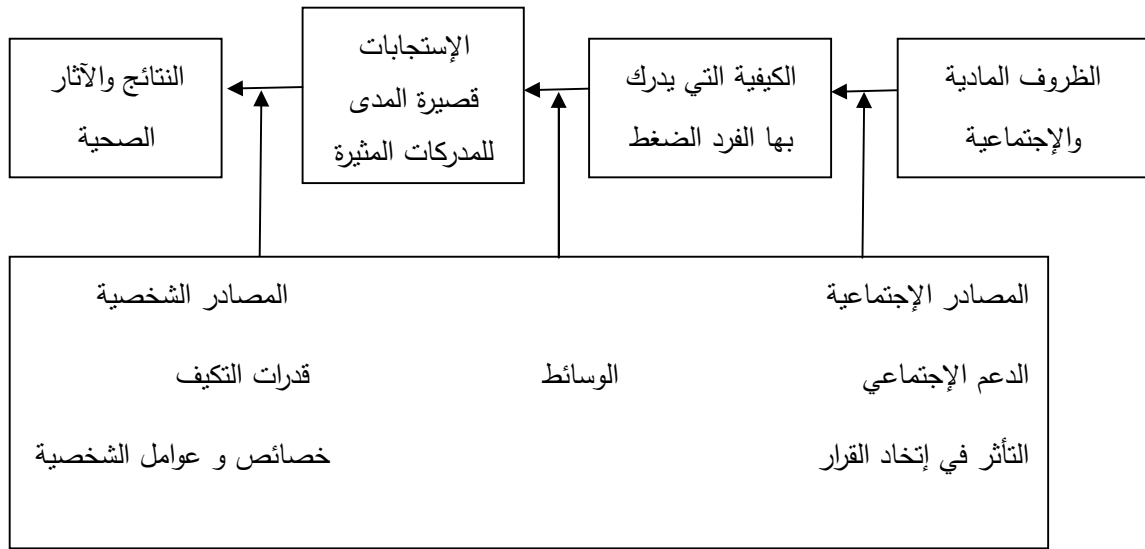 الظروف المادية
والإجتماعية
الكيفية التي يدرك
بها الفرد الضغط
الإستجابات
قصيرة المدى
للمدركات المثيرة
النتائج والآثار
الصحية
المصادر الإجتماعية
المصادر الشخصية
الدعم الإجتماعي
الوسائط
قدرات التكيف
التأثر في إتخاد القرار
خصائص و عوامل الشخصية